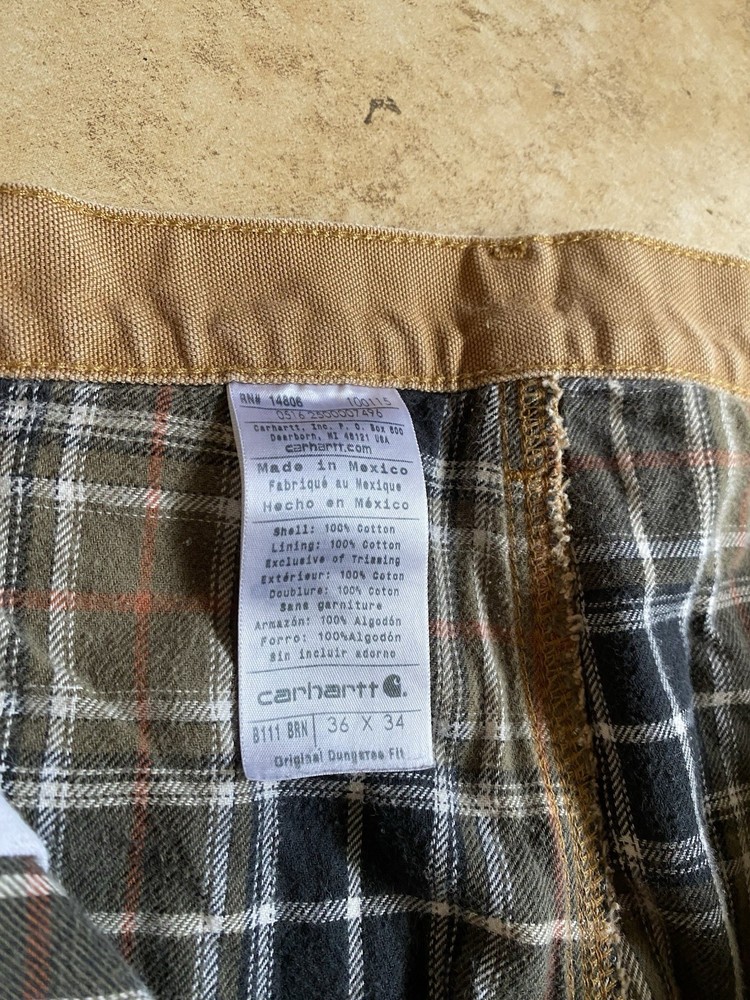 RN# 14806 100115
0516 2500007496
Carhartt, Inc. P. O. Box 600
Dearborn, MI 48121 USA
carhartt.com
Made in Mexico
Fabriqué au Mexique
Hecho en México
Shell: 100% Cotton
Lining: 100% Cotton
Exclusive of Trimming
Extérieur: 100% Coton
Doublure: 100% Coton
Sans garniture
Armazón: 100% Algodón
Forro: 100%Algodón
Sin incluir adorno
carhartt
B111 BRN 36 X 34
Original Dungaree Fit